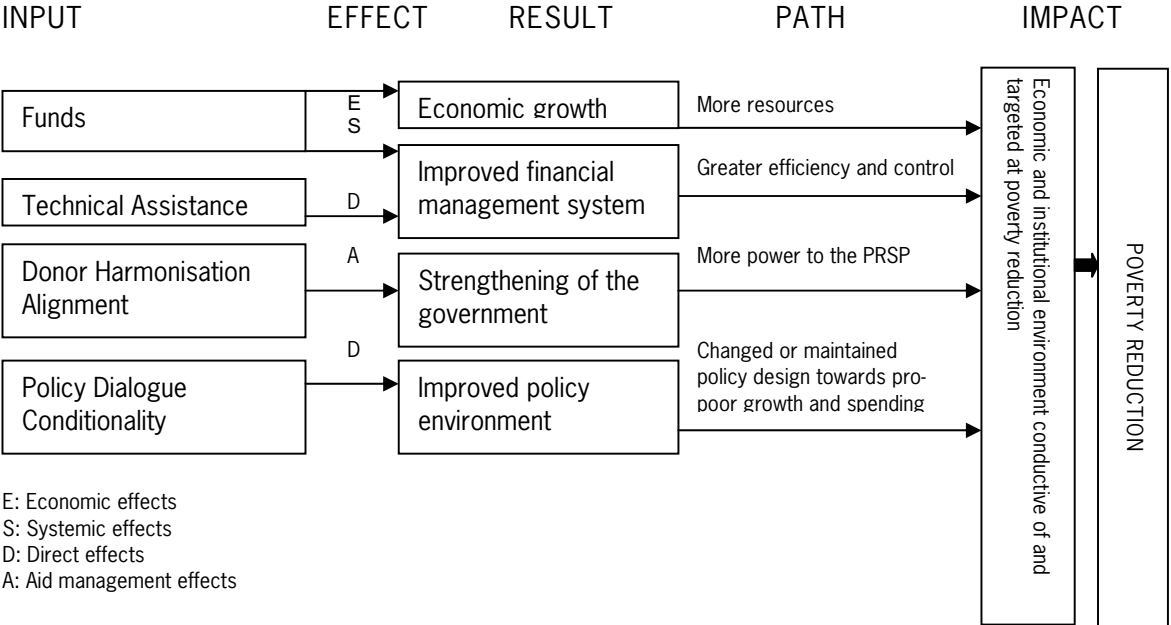 INPUT EFFECT RESULT PATH IMPACT
Funds
E
S
Economic growth
More resources
Technical Assistance
D
Improved financial
management system
Greater efficiency and control
Donor Harmonisation
Alignment
A
Strengthening of the
government
More power to the PRSP
Policy Dialogue
Conditionality
D
Improved policy
environment
Changed or maintained
policy design towards pro-
poor growth and spending
Economic and institutional environment conductive of and
targeted at poverty reduction
POVERTY REDUCTION
E: Economic effects
S: Systemic effects
D: Direct effects
A: Aid management effects